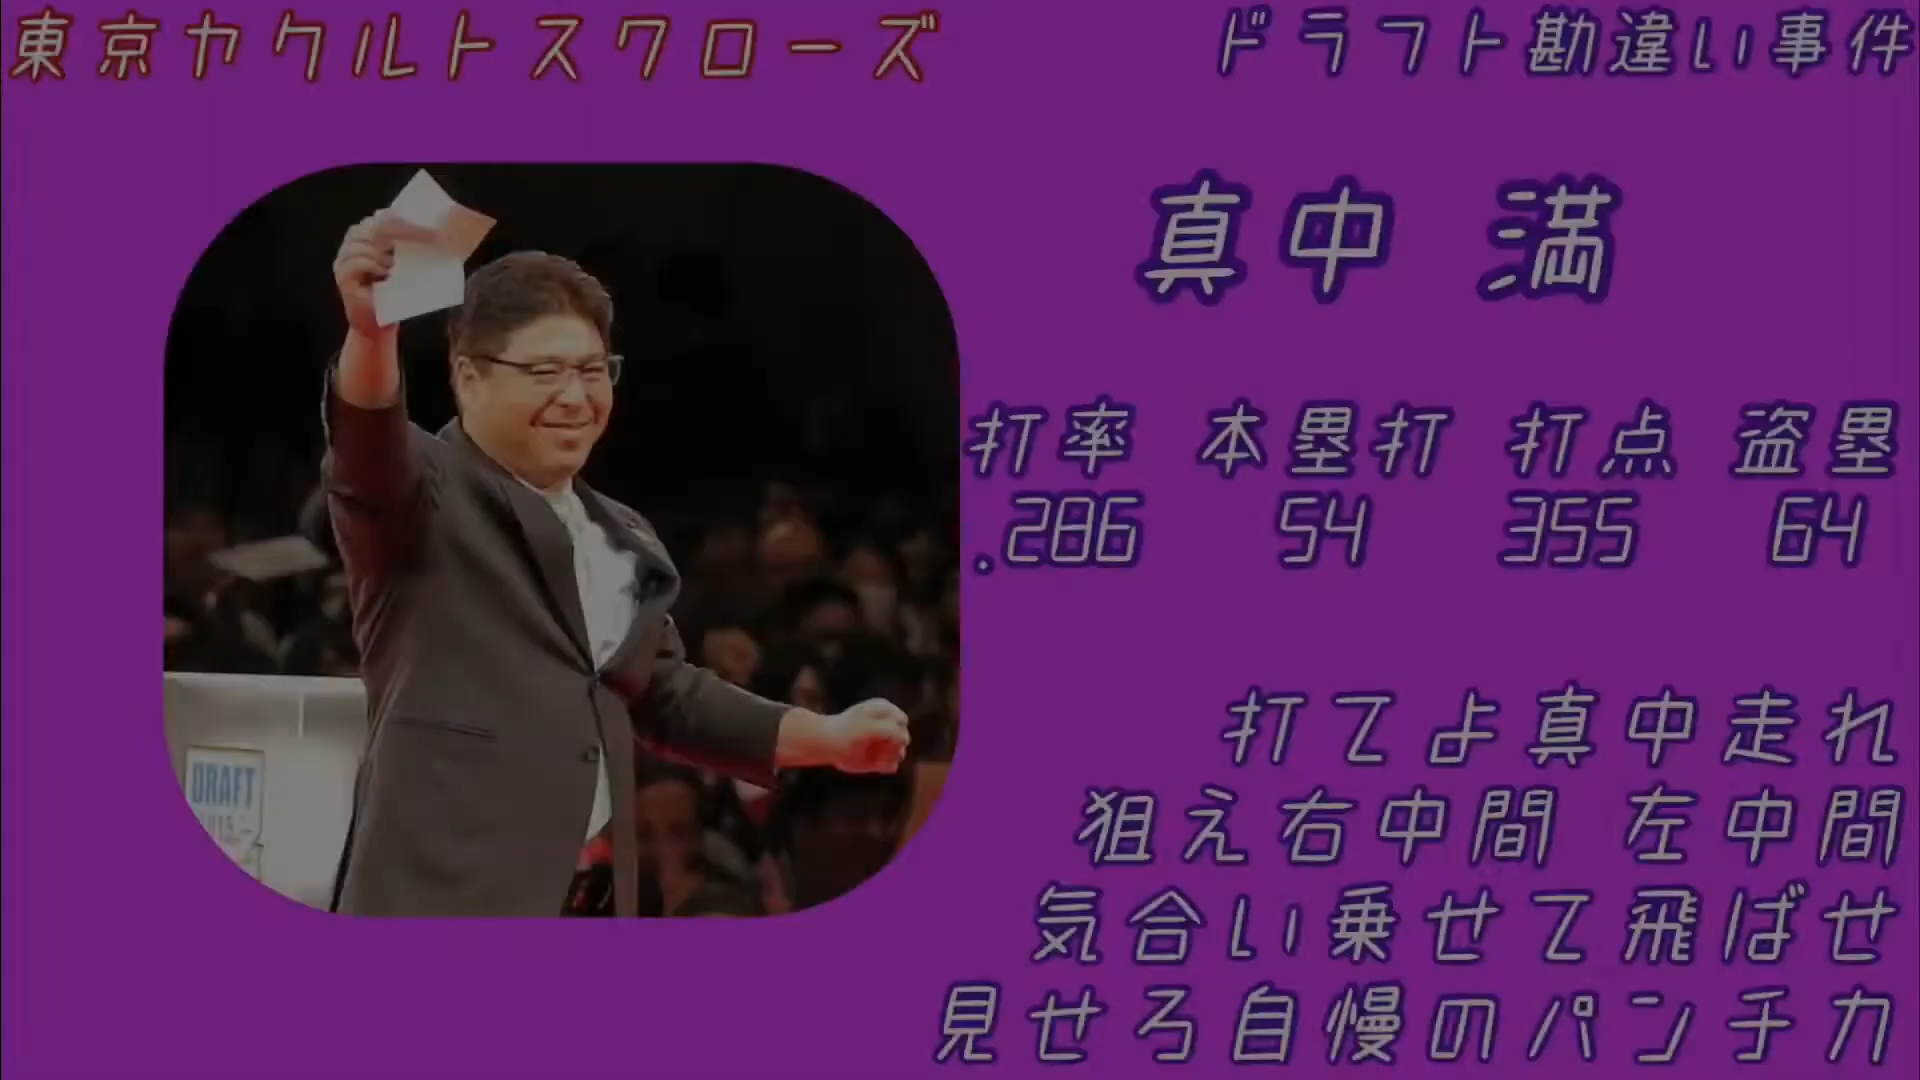 東京ヤクルトスワローズ
ドラフト勘違い事件
真中 満
打率 本塁打 打点 盗塁
.286 54 355 64
DRAFT
打てよ真中走れ
狙え右中間 左中間
気合い乗せて飛ばせ
見せろ自慢のパンチ力